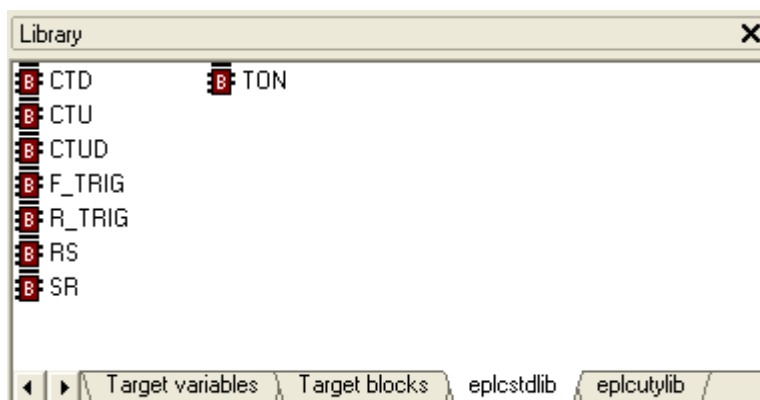 Library
B CTD
B CTU
B CTUD
B F_TRIG
B R_TRIG
B RS
B SR
B TON
Target variables Target blocks eplcstdlib eplcutylib